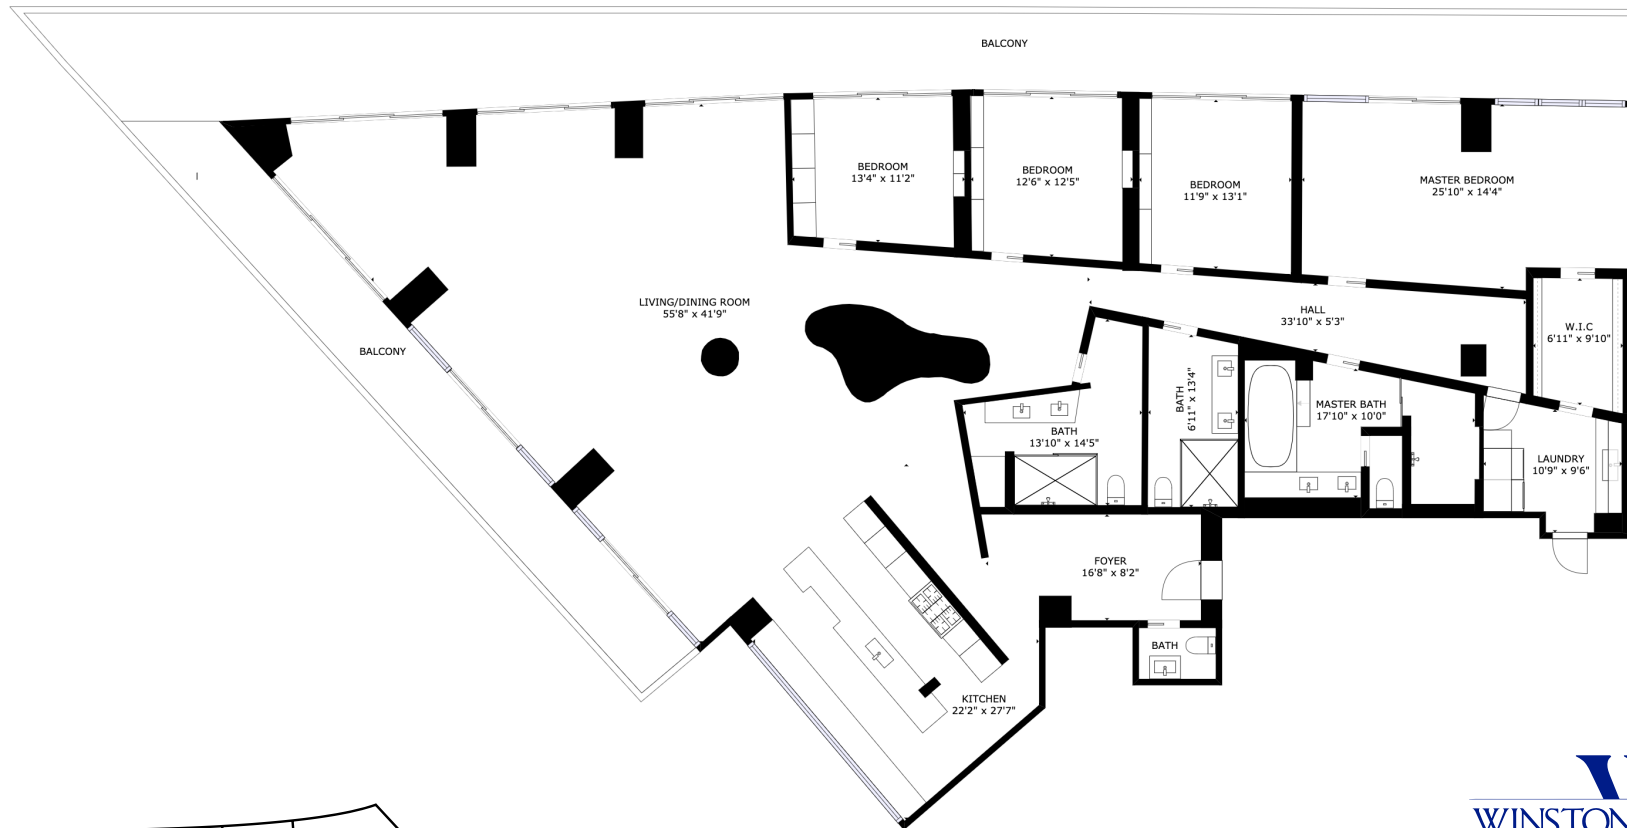 BALCONY
BEDROOM
13'4" x 11'2"
BEDROOM
12'6" x 12'5"
BEDROOM
11'9" x 13'1"
MASTER BEDROOM
25'10" x 14'4"
LIVING/DINING ROOM
55'8" x 41'9"
HALL
33'10" x 5'3"
W.I.C
6'11" x 9'10"
BALCONY
BATH
13'10" x 14'5"
BATH
6'11" x 13'4"
MASTER BATH
17'10" x 10'0"
LAUNDRY
10'9" x 9'6"
FOYER
16'8" x 8'2"
BATH
KITCHEN
22'2" x 27'7"
WINSTON